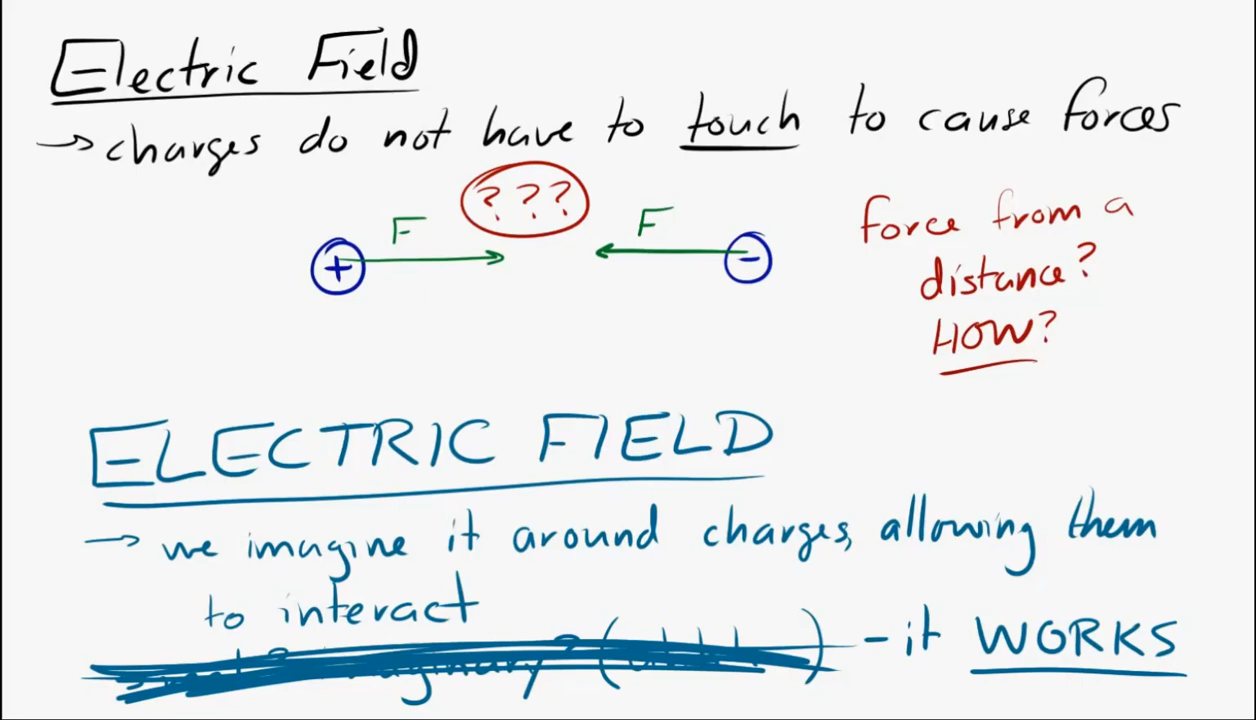 Electric Field
→ charges do not have to touch to cause forces
???
F F
+ -
force from a
distance?
HOW?
ELECTRIC FIELD
→ we imagine it around charges, allowing them
to interact
- it WORKS